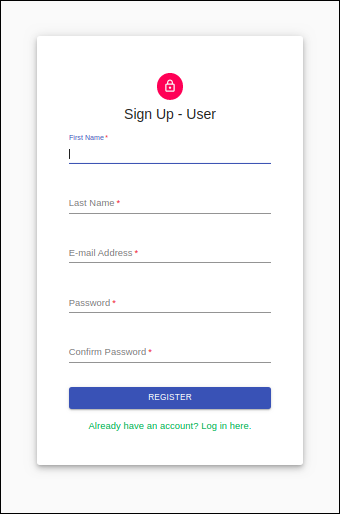 Sign Up - User
First Name *
Last Name *
E-mail Address *
Password *
Confirm Password *
REGISTER
Already have an account? Log in here.